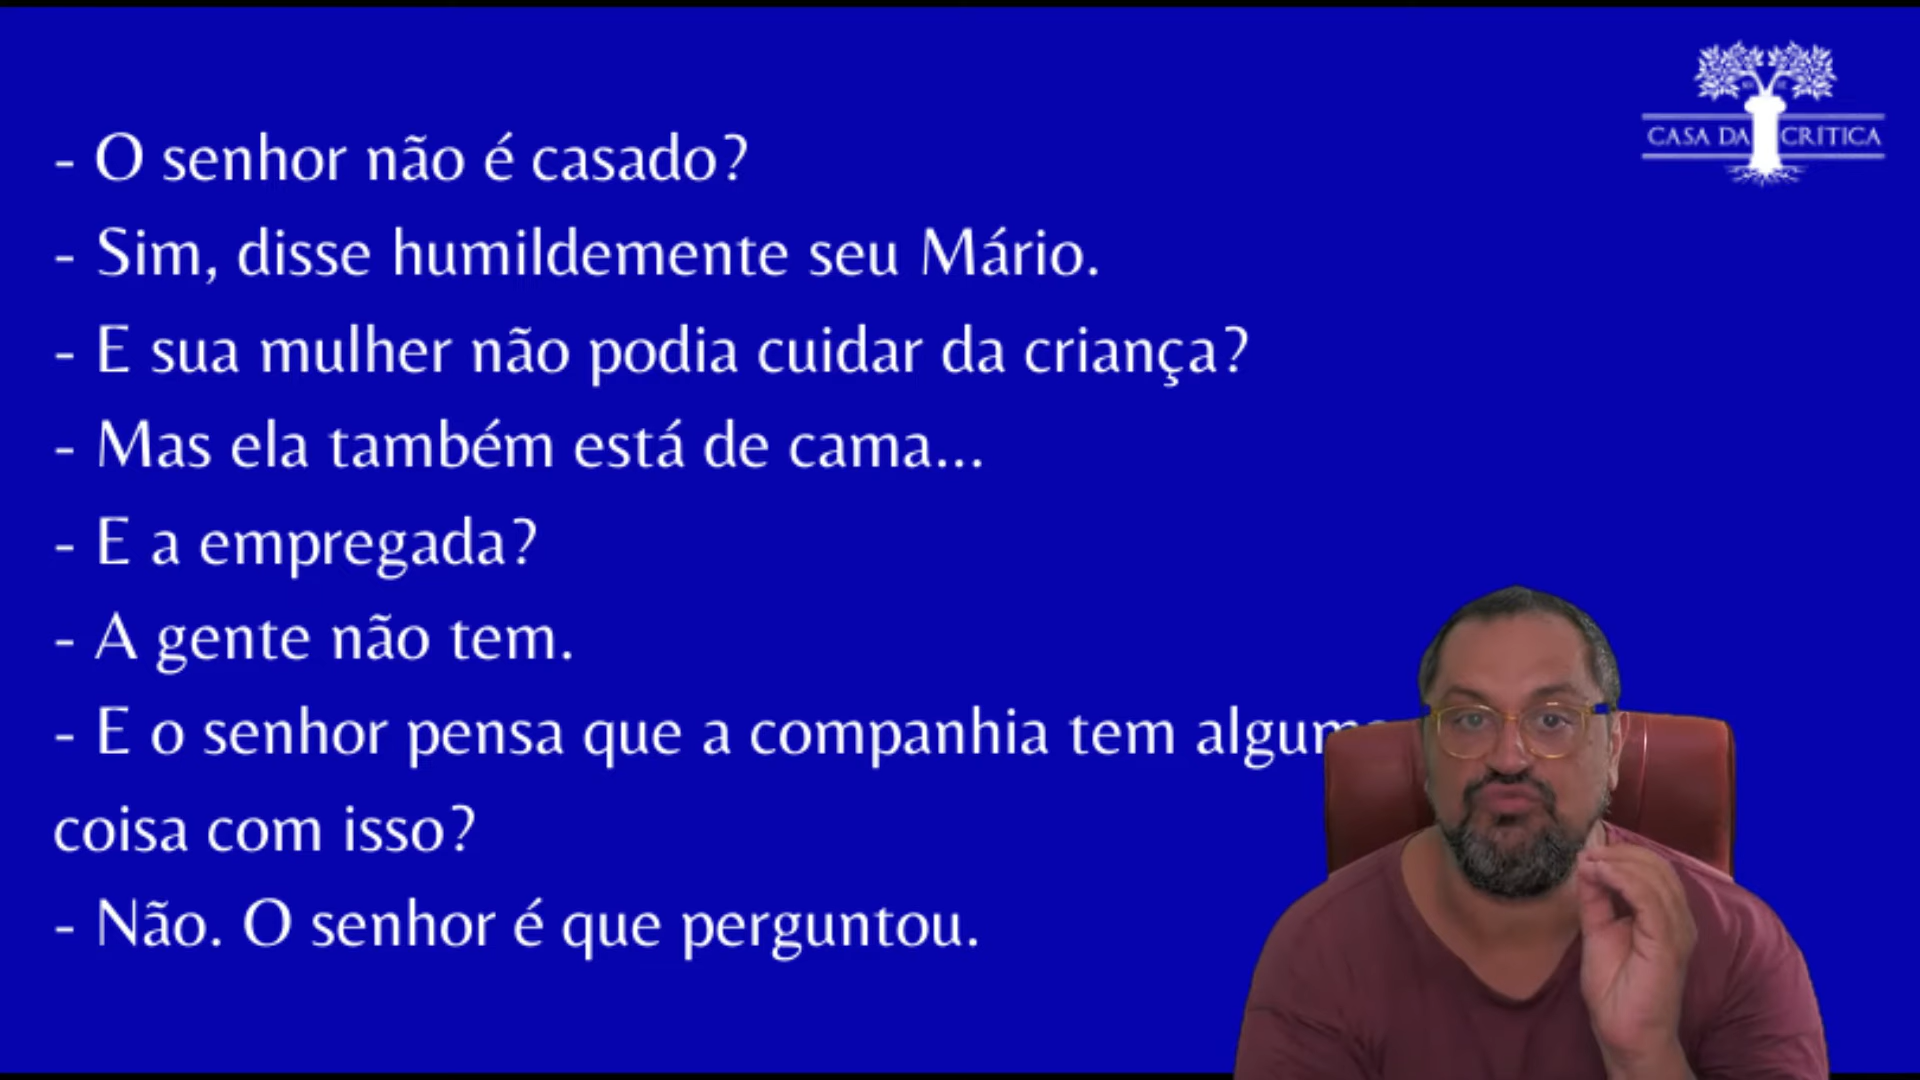 CASA DA CRÍTICA
- O senhor não é casado?
- Sim, disse humildemente seu Mário.
- E sua mulher não podia cuidar da criança?
- Mas ela também está de cama...
- E a empregada?
- A gente não tem.
- E o senhor pensa que a companhia tem alguma
coisa com isso?
- Não. O senhor é que perguntou.